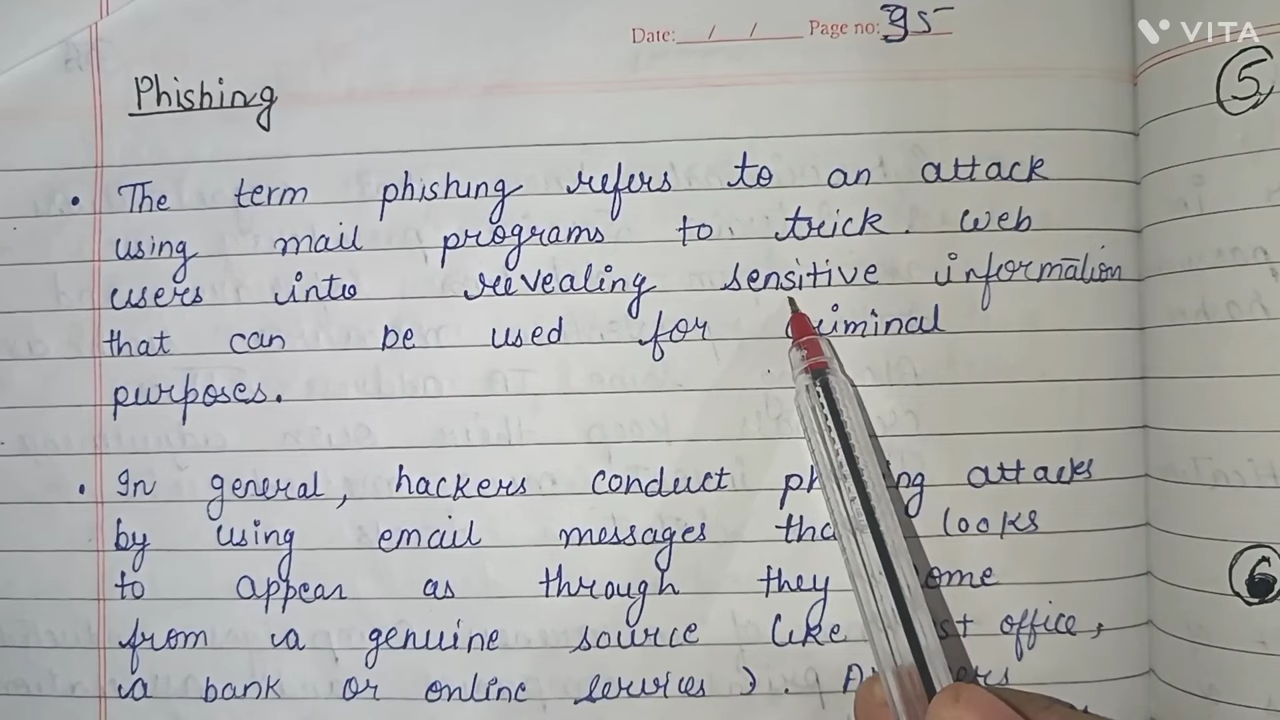 Date: / / Page no: 95
VITA
5
Phishing
• The term phishing refers to an attack
using mail programs to trick web
users into revealing sensitive information
that can be used for criminal
purposes.
• In general, hackers conduct attacks
by using email messages looks
to appear as through they
from a genuine source like office,
a bank or online services ).
6